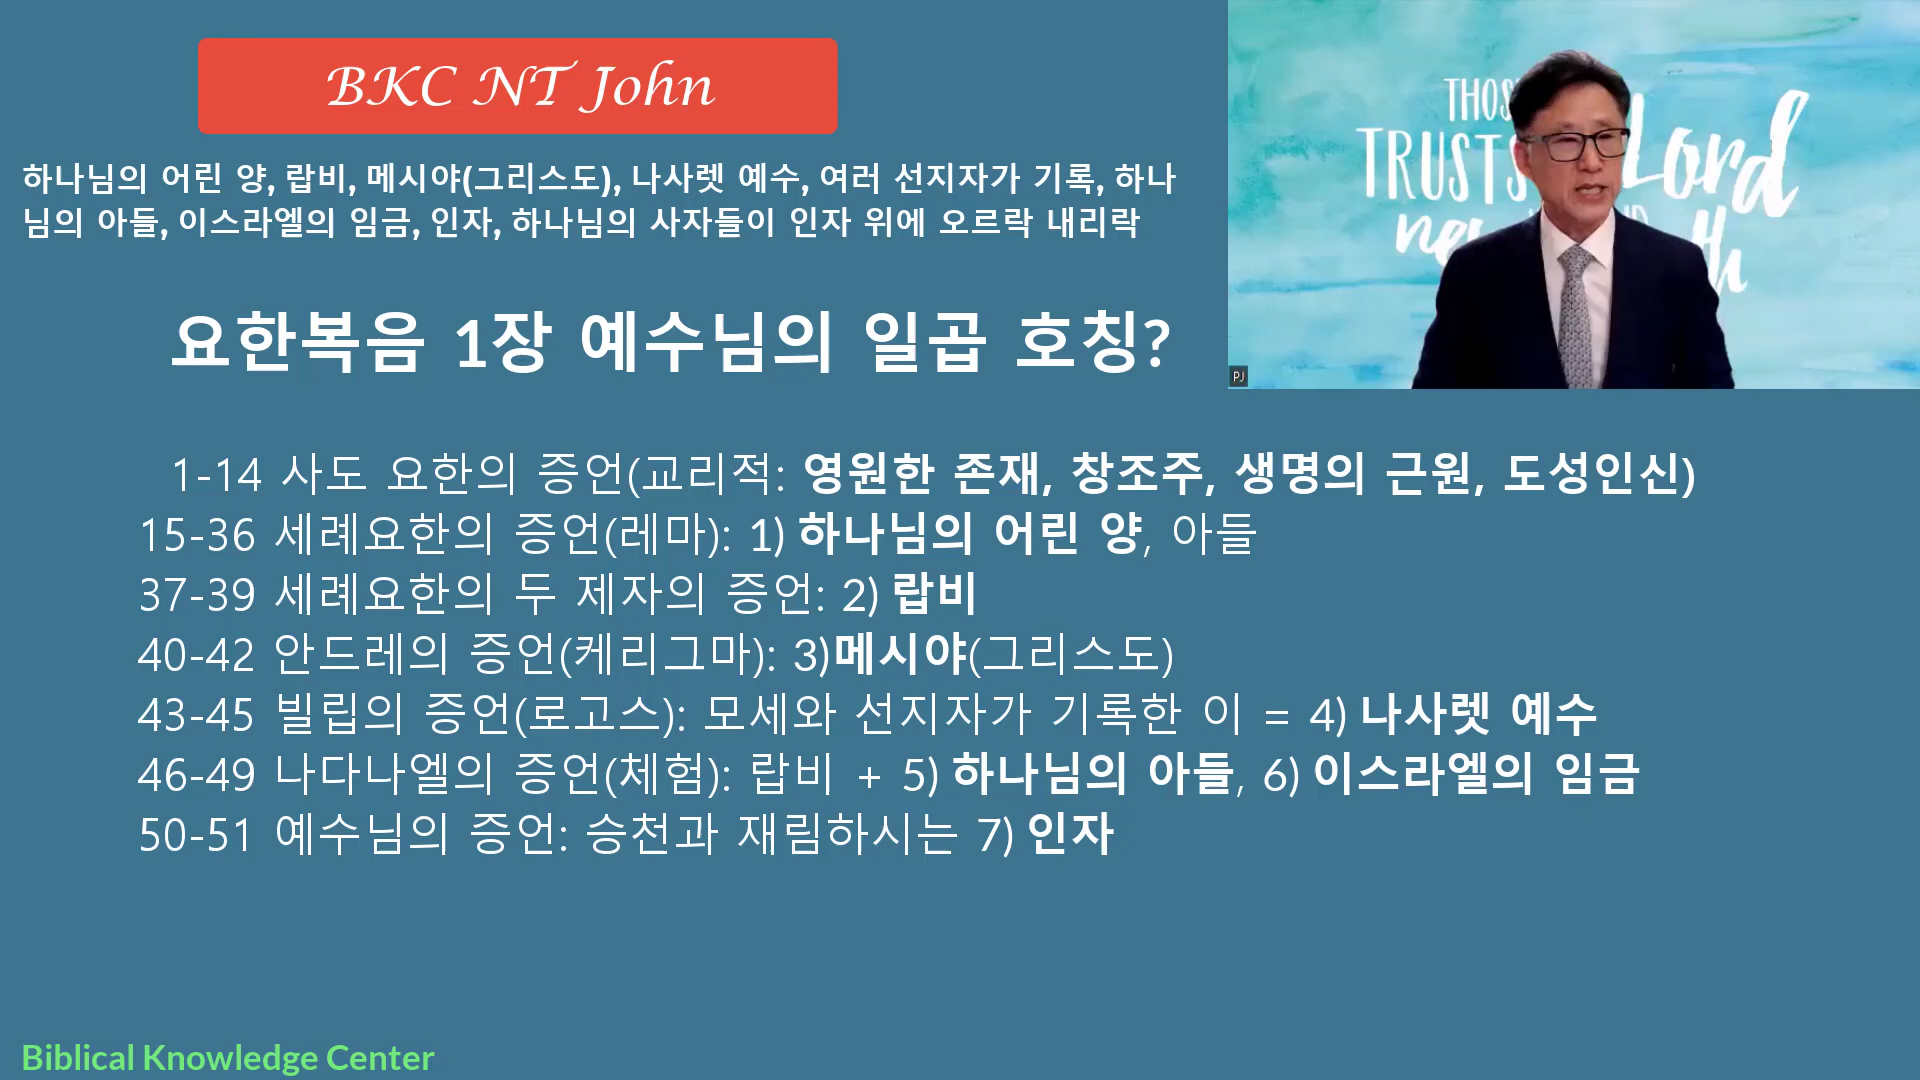 BKC NT John
하나님의 어린 양, 랍비, 메시야(그리스도), 나사렛 예수, 여러 선지자가 기록, 하나
님의 아들, 이스라엘의 임금, 인자, 하나님의 사자들이 인자 위에 오르락 내리락
요한복음 1장 예수님의 일곱 호칭?
THOS
TRUSTS
Lord
PJ
1-14 사도 요한의 증언(교리적: 영원한 존재, 창조주, 생명의 근원, 도성인신)
15-36 세례요한의 증언(레마): 1) 하나님의 어린 양, 아들
37-39 세례요한의 두 제자의 증언: 2) 랍비
40-42 안드레의 증언(케리그마): 3)메시야(그리스도)
43-45 빌립의 증언(로고스): 모세와 선지자가 기록한 이 = 4) 나사렛 예수
46-49 나다나엘의 증언(체험): 랍비 + 5) 하나님의 아들, 6) 이스라엘의 임금
50-51 예수님의 증언: 승천과 재림하시는 7) 인자
Biblical Knowledge Center